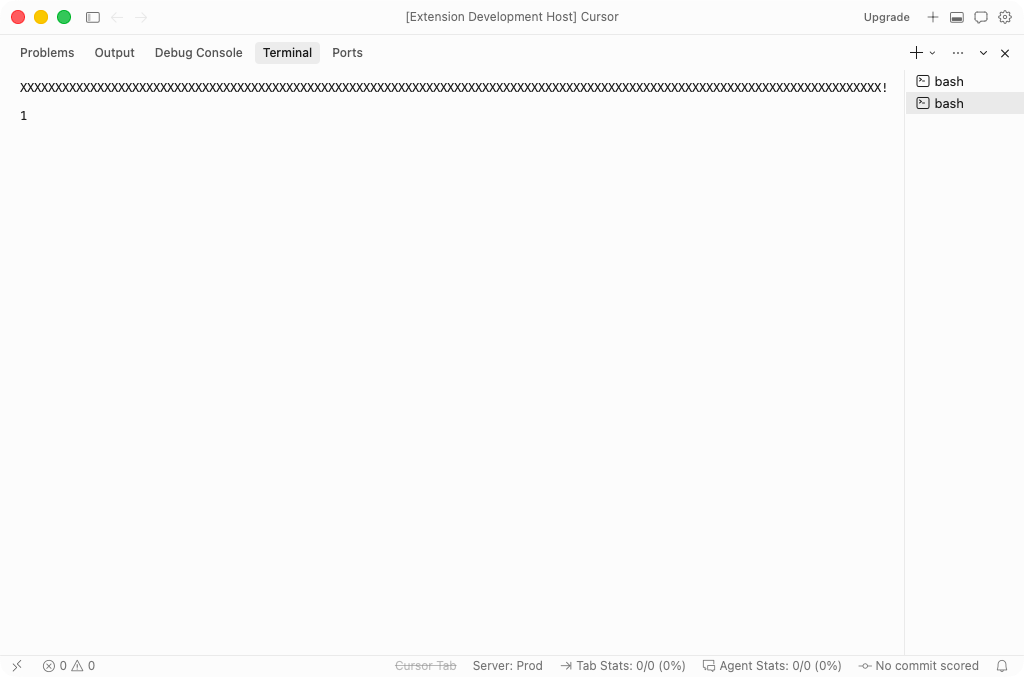 [Extension Development Host] Cursor
Upgrade
Problems Output Debug Console Terminal Ports
XXXXXXXXXXXXXXXXXXXXXXXXXXXXXXXXXXXXXXXXXXXXXXXXXXXXXXXXXXXXXXXXXXXXXXXXXXXXXXXXXXXXXXXXXXXXXXXXXXXXXXXXXXXXXXXXXXXXXXXXXXX!
1
bash
bash
0 0 Cursor Tab Server: Prod Tab Stats: 0/0 (0%) Agent Stats: 0/0 (0%) No commit scored